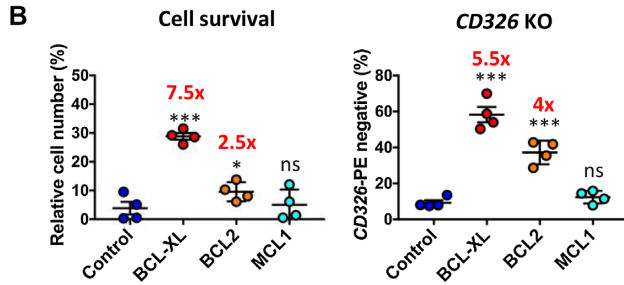 B
Cell survival
Relative cell number (%)
50
40
30
20
10
0
7.5x
***
2.5x
*
ns
Control
BCL-XL
BCL2
MCL1
CD326 KO
CD326-PE negative (%)
80
60
40
20
0
5.5x
***
4x
***
ns
Control
BCL-XL
BCL2
MCL1